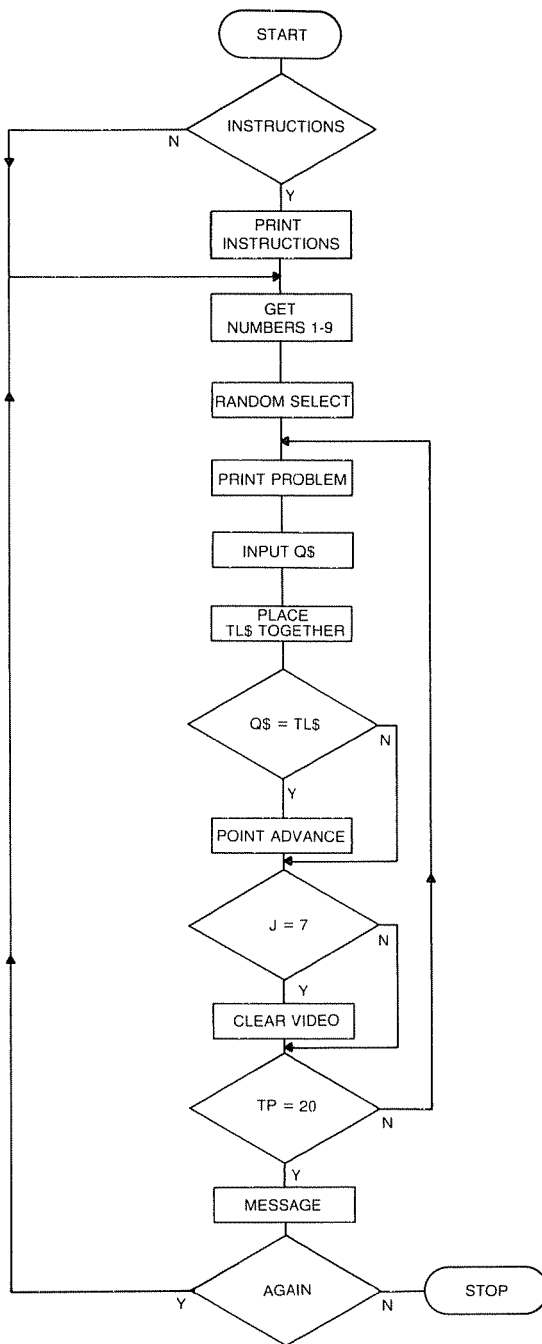 START
INSTRUCTIONS
N
Y
PRINT
INSTRUCTIONS
GET
NUMBERS 1-9
RANDOM SELECT
PRINT PROBLEM
INPUT Q$
PLACE
TL$ TOGETHER
Q$ = TL$
N
Y
POINT ADVANCE
J = 7
N
Y
CLEAR VIDEO
TP = 20
N
Y
MESSAGE
AGAIN
Y
N
STOP